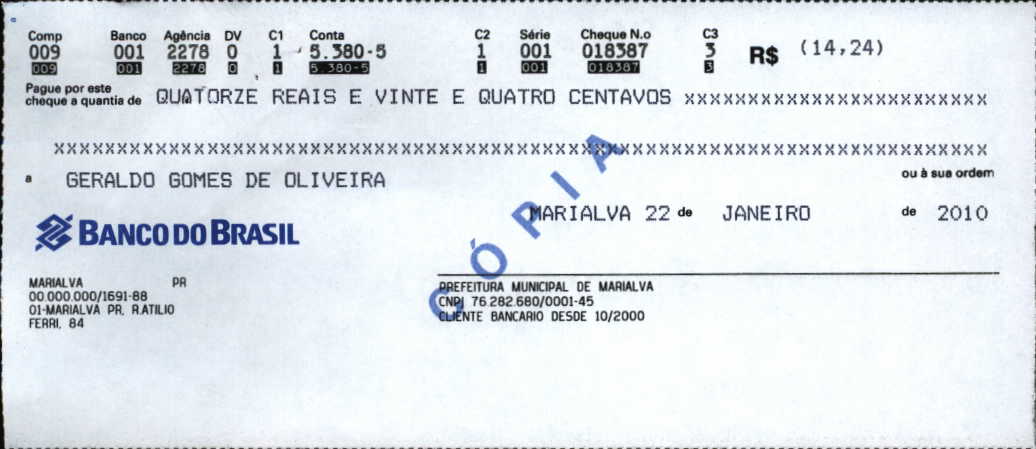 Comp Banco Agência DV C1 Conta C2 Série Cheque N.o C3
009 001 2278 0 1 5.380-5 1 001 018387 3 R$ (14,24)
009 001 2278 0 1 5.380-5 1 001 018387 3
Pague por este
cheque a quantia de QUATORZE REAIS E VINTE E QUATRO CENTAVOS xxxxxxxxxxxxxxxxxxxxxxxx
xxxxxxxxxxxxxxxxxxxxxxxxxxxxxxxxxxxxxxxxxxxxxxxxxxxxxxxxxxxxxxxxxxxxxxxxx
a GERALDO GOMES DE OLIVEIRA ou à sua ordem
MARIALVA 22 de JANEIRO de 2010
BANCO DO BRASIL
CÓPIA
MARIALVA PR
00.000.000/1691-88
01-MARIALVA PR, R.ATILIO
FERRI, 84
PREFEITURA MUNICIPAL DE MARIALVA
CNPJ 76.282.680/0001-45
CLIENTE BANCARIO DESDE 10/2000